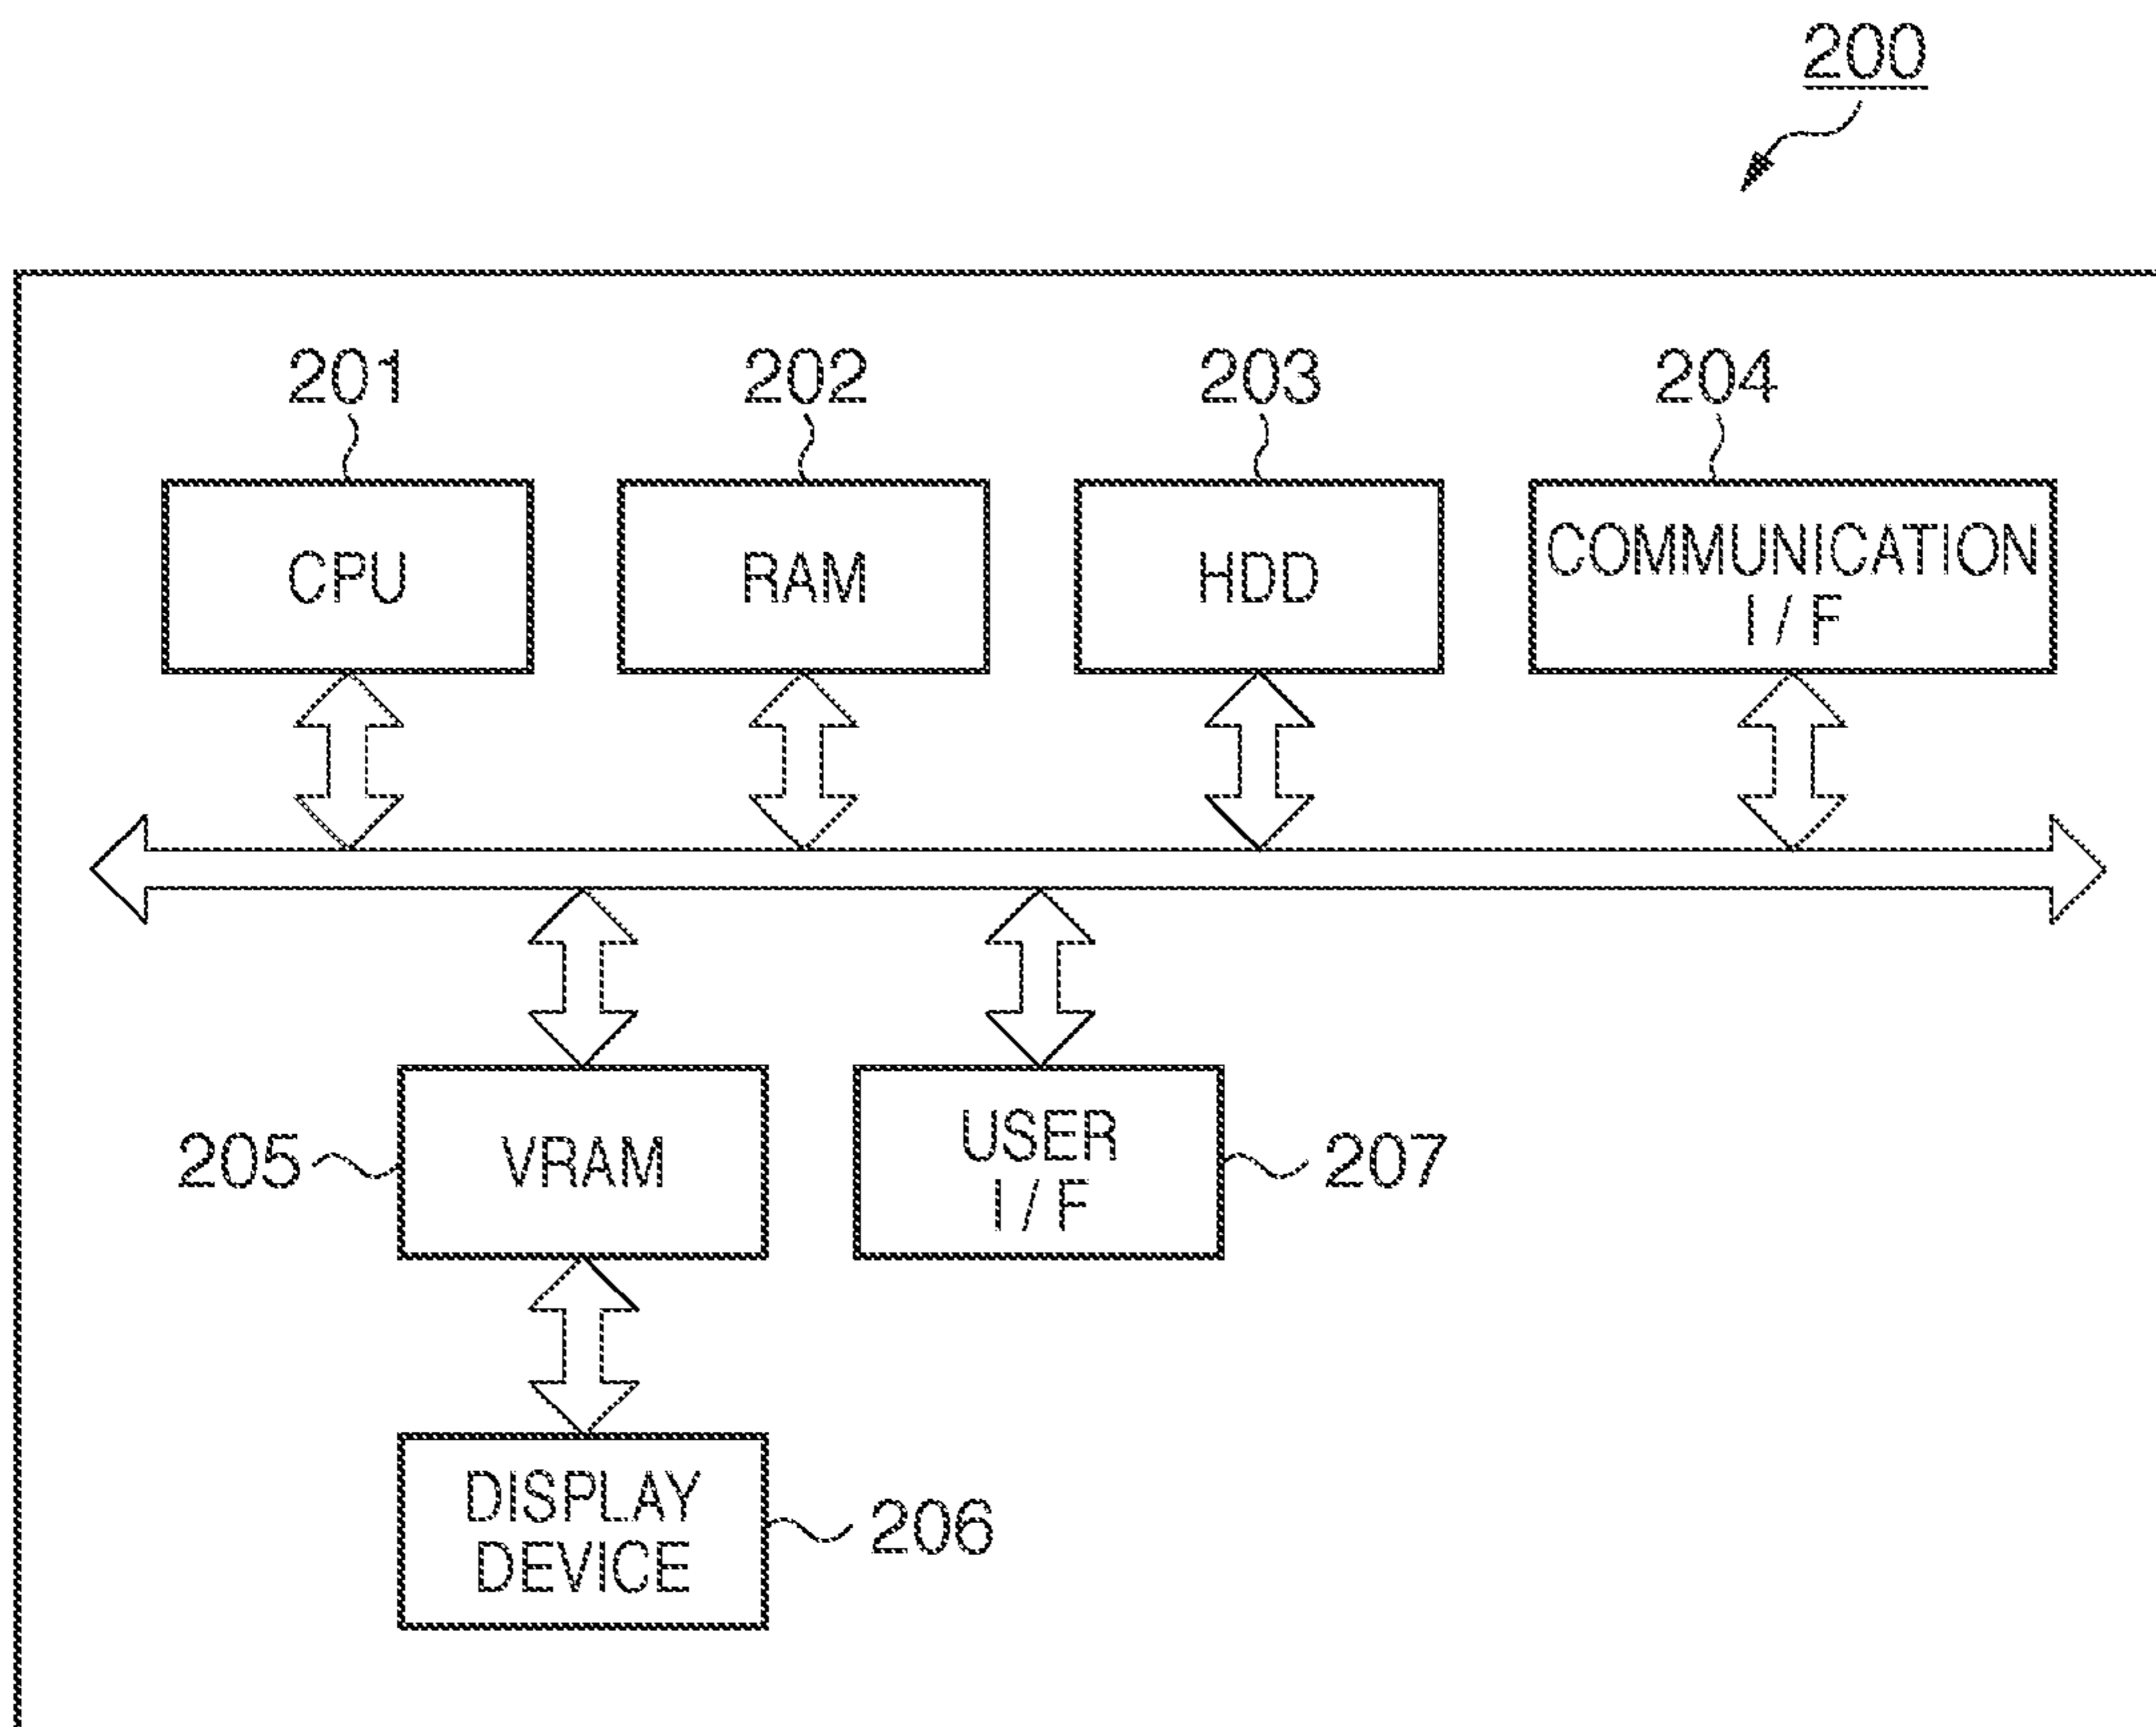 200
201
202
203
204
CPU
RAM
HDD
COMMUNICATION
I / F
205
VRAM
USER
I / F
207
DISPLAY
DEVICE
206